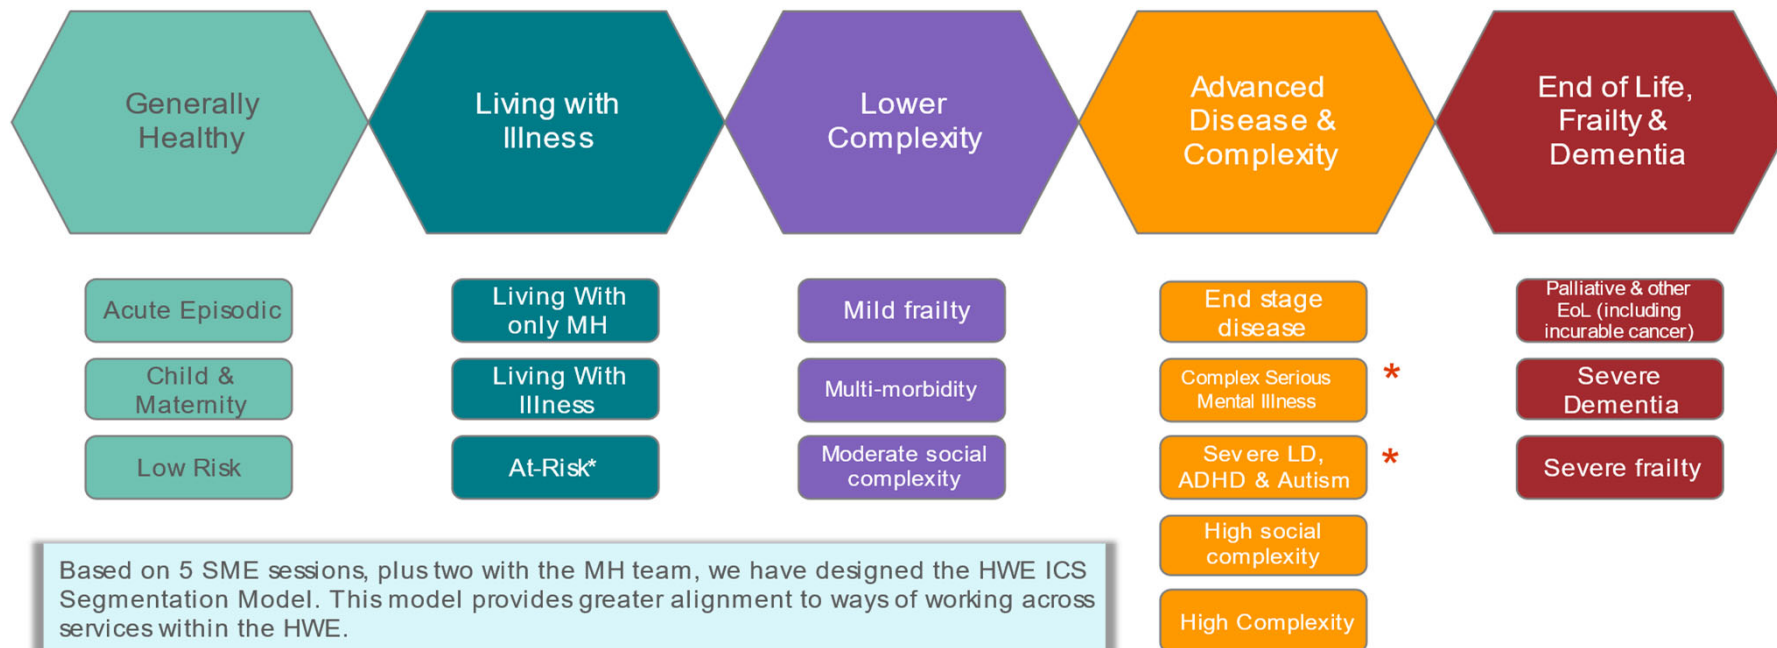 Generally
Healthy
Living with
Illness
Lower
Complexity
Advanced
Disease &
Complexity
End of Life,
Frailty &
Dementia
Acute Episodic
Child &
Maternity
Low Risk
Living With
only MH
Living With
Illness
At-Risk*
Mild frailty
Multi-morbidity
Moderate social
complexity
End stage
disease
Complex Serious
Mental Illness
*
Severe LD,
ADHD & Autism
*
High social
complexity
High Complexity
Palliative & other
EoL (including
incurable cancer)
Severe
Dementia
Severe frailty
Based on 5 SME sessions, plus two with the MH team, we have designed the HWE ICS
Segmentation Model. This model provides greater alignment to ways of working across
services within the HWE.